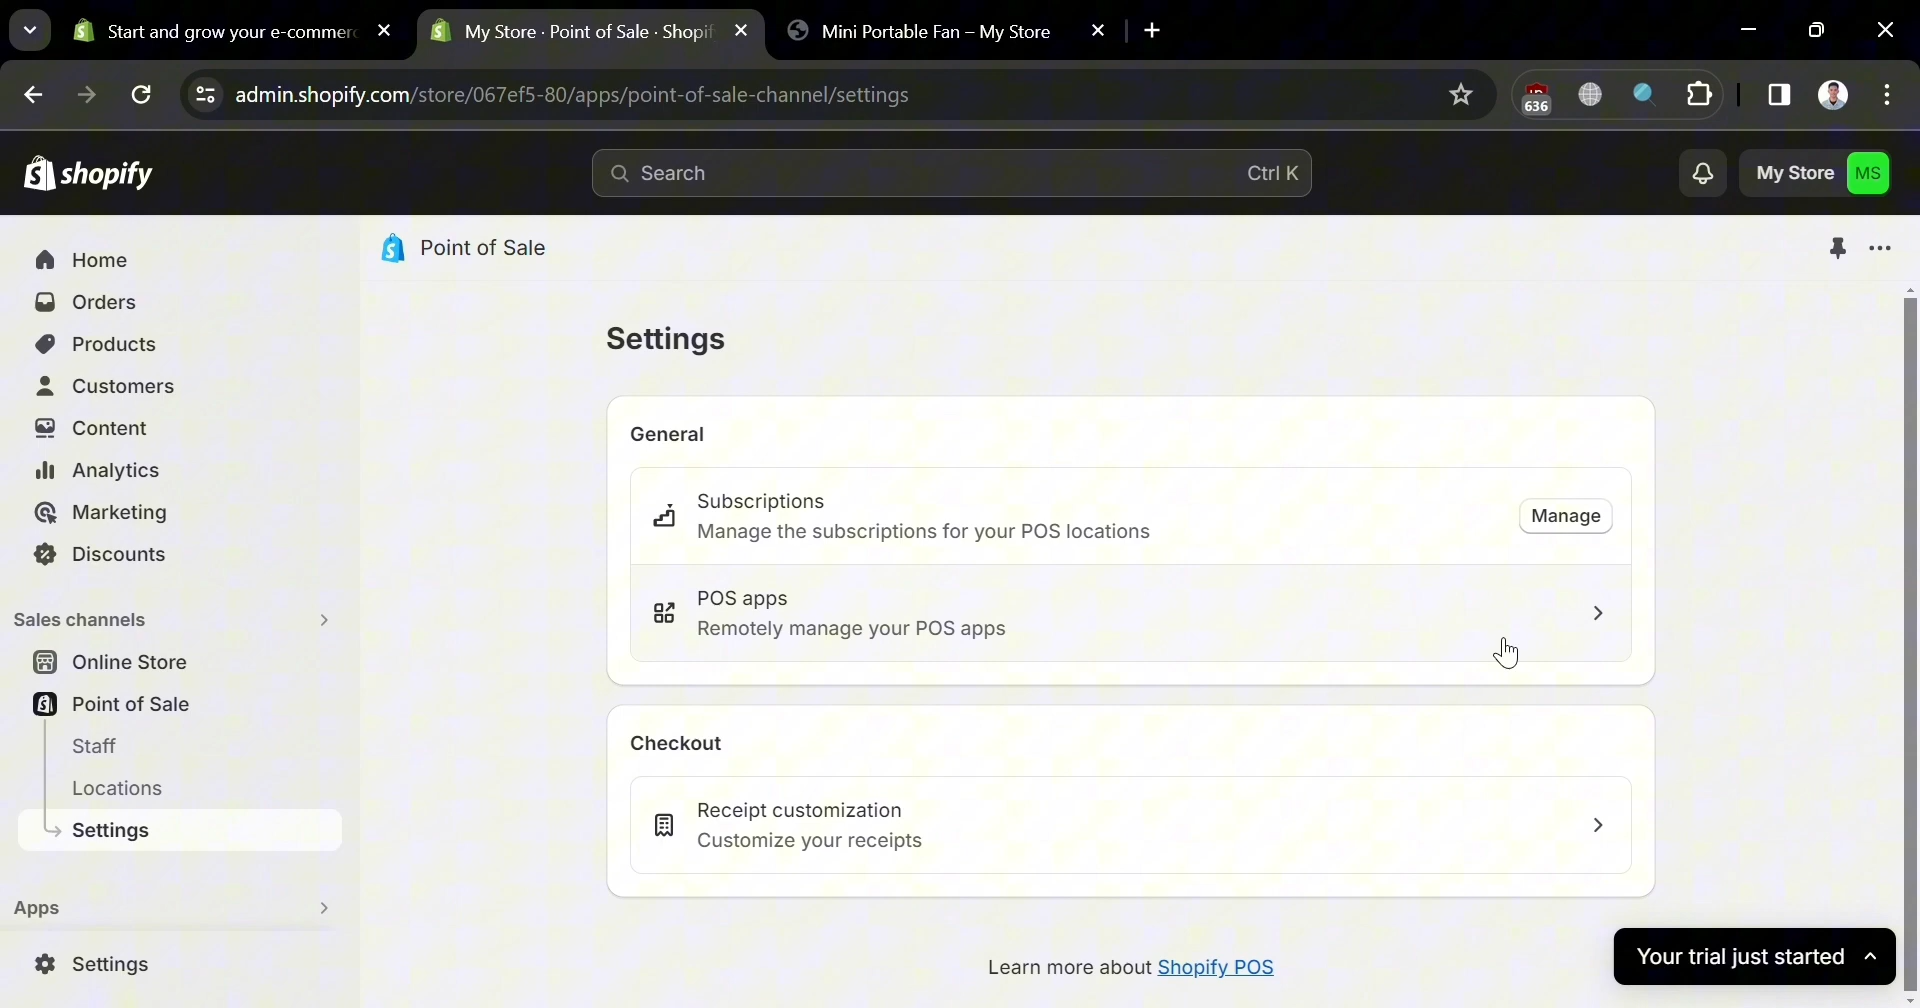 Start and grow your e-commerc
My Store · Point of Sale · Shopif
Mini Portable Fan – My Store
admin.shopify.com/store/067ef5-80/apps/point-of-sale-channel/settings
636
shopify
Search
Ctrl K
My Store
MS
Home
Orders
Products
Customers
Content
Analytics
Marketing
Discounts
Sales channels
Online Store
Point of Sale
Staff
Locations
Settings
Apps
Settings
Point of Sale
Settings
General
Subscriptions
Manage the subscriptions for your POS locations
Manage
POS apps
Remotely manage your POS apps
Checkout
Receipt customization
Customize your receipts
Learn more about Shopify POS
Your trial just started